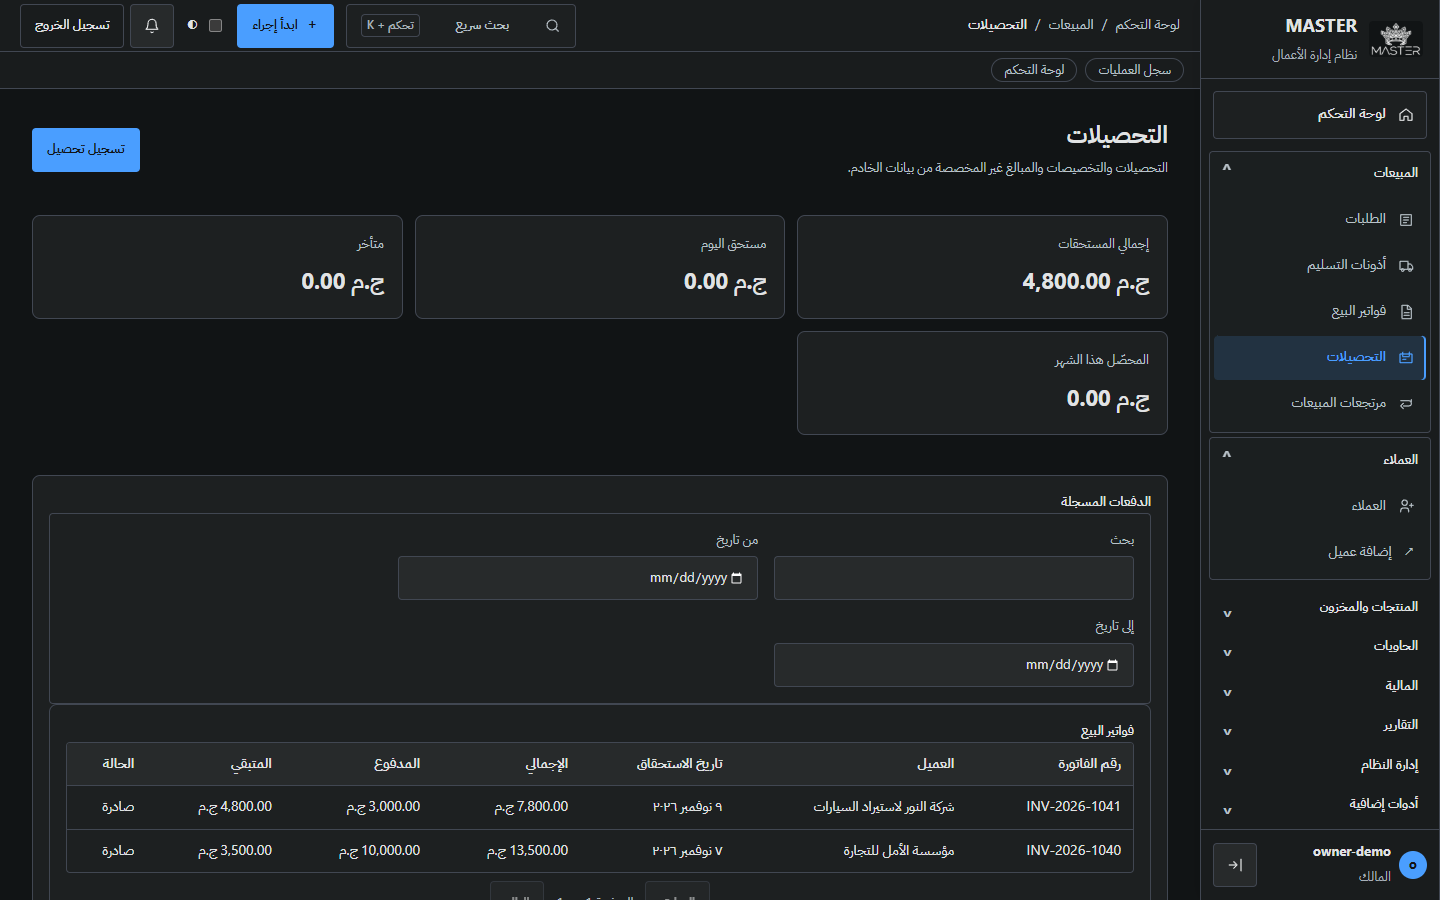 MASTER
نظام إدارة الأعمال
MASTER
لوحة التحكم
المبيعات
الطلبات
أذونات التسليم
فواتير البيع
التحصيلات
مرتجعات المبيعات
العملاء
العملاء
إضافة عميل
المنتجات والمخزون
الحاويات
المالية
التقارير
إدارة النظام
أدوات إضافية
owner-demo
المالك
o
لوحة التحكم / المبيعات / التحصيلات
بحث سريع
تحكم + K
+ ابدأ إجراء
تسجيل الخروج
سجل العمليات
لوحة التحكم
التحصيلات
التحصيلات والتخصيصات والمبالغ غير المخصصة من بيانات الخادم.
تسجيل تحصيل
إجمالي المستحقات
4,800.00 ج.م
مستحق اليوم
0.00 ج.م
متأخر
0.00 ج.م
المحصّل هذا الشهر
0.00 ج.م
الدفعات المسجلة
بحث
من تاريخ
mm/dd/yyyy
إلى تاريخ
mm/dd/yyyy
فواتير البيع
رقم الفاتورة العميل تاريخ الاستحقاق الإجمالي المدفوع المتبقي الحالة
INV-2026-1041 شركة النور لاستيراد السيارات ٩ نوفمبر ٢٠٢٦ 7,800.00 ج.م 3,000.00 ج.م 4,800.00 ج.م صادرة
INV-2026-1040 مؤسسة الأمل للتجارة ٧ نوفمبر ٢٠٢٦ 13,500.00 ج.م 10,000.00 ج.م 3,500.00 ج.م صادرة